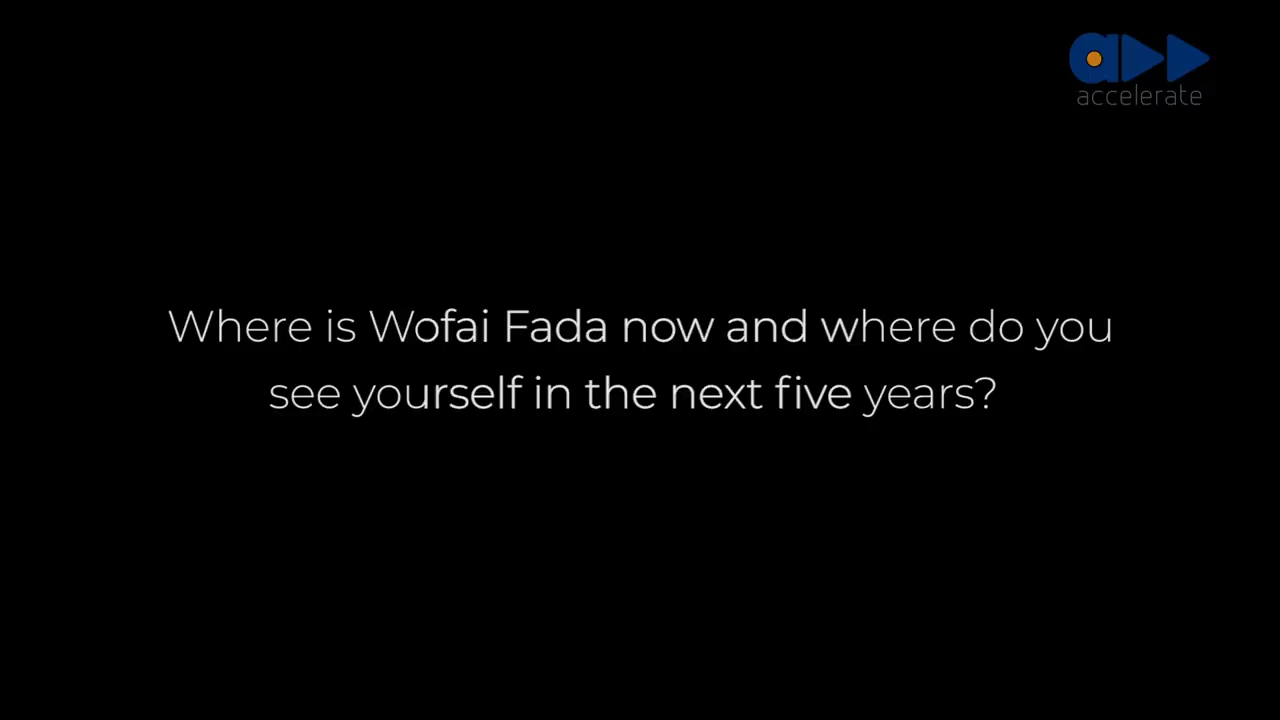 accelerate
Where is Wofai Fada now and where do you
see yourself in the next five years?